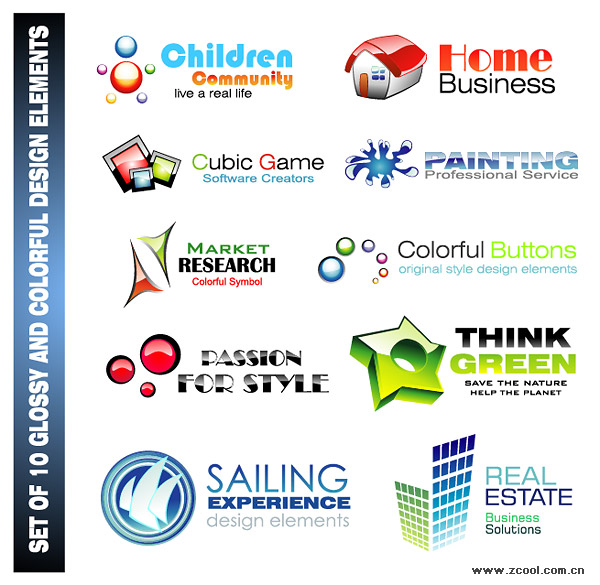 SET OF 10 GLOSSY AND COLORFUL DESIGN ELEMENTS
Children
Community
live a real life
Home
Business
Cubic Game
Software Creators
PAINTING
Professional Service
MARKET
RESEARCH
Colorful Symbol
Colorful Buttons
original style design elements
PASSION
FOR STYLE
THINK
GREEN
SAVE THE NATURE
HELP THE PLANET
SAILING
EXPERIENCE
design elements
REAL
ESTATE
Business
Solutions
www.zcool.com.cn